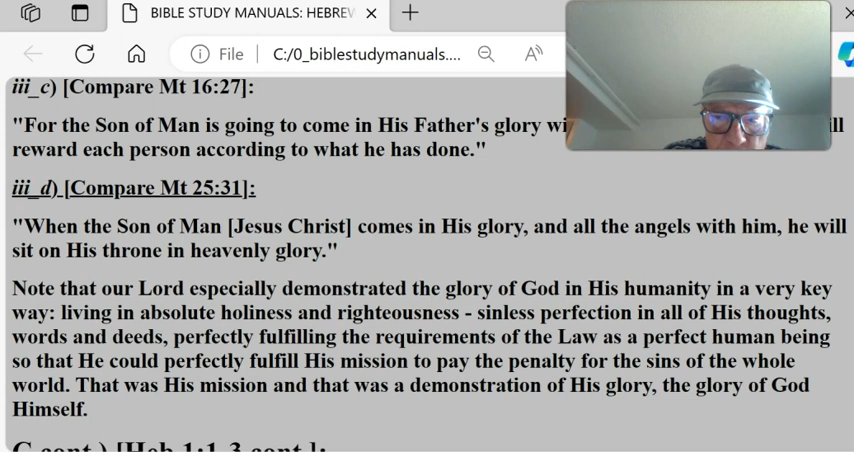 BIBLE STUDY MANUALS: HEBREW
File
C:/0_biblestudymanuals....
iii_c) [Compare Mt 16:27]:
"For the Son of Man is going to come in His Father's glory
reward each person according to what he has done."
iii_d) [Compare Mt 25:31]:
"When the Son of Man [Jesus Christ] comes in His glory, and all the angels with him, he will
sit on His throne in heavenly glory."
Note that our Lord especially demonstrated the glory of God in His humanity in a very key
way: living in absolute holiness and righteousness - sinless perfection in all of His thoughts,
words and deeds, perfectly fulfilling the requirements of the Law as a perfect human being
so that He could perfectly fulfill His mission to pay the penalty for the sins of the whole
world. That was His mission and that was a demonstration of His glory, the glory of God
Himself.
C cont.) [Heb 1:1-3 cont.]: